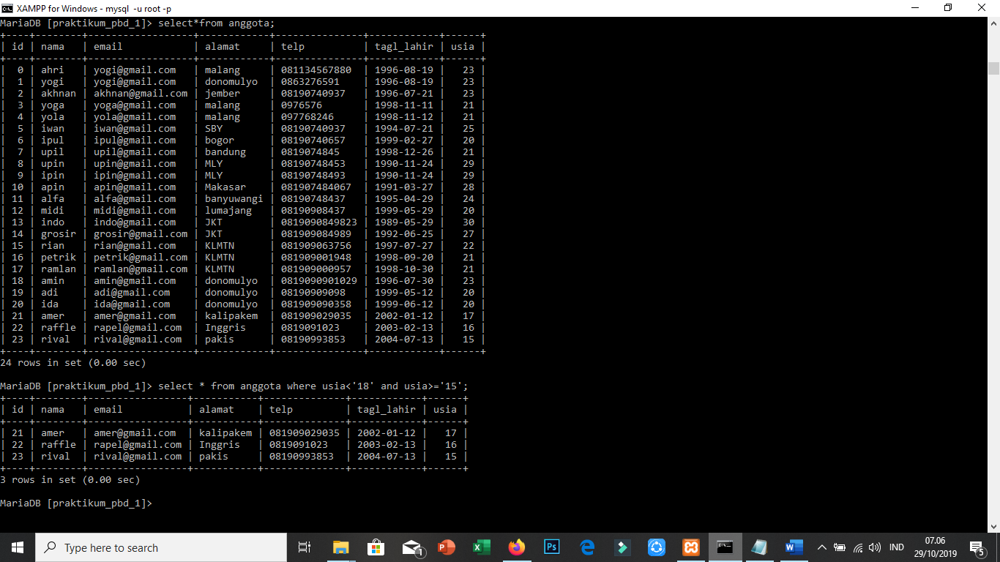 XAMPP for Windows - mysql -u root -p
MariaDB [praktikum_pbd_1]> select*from anggota;
+----+--------+------------------+------------+---------------+------------+------+
| id | nama   | email            | alamat     | telp          | tagl_lahir | usia |
+----+--------+------------------+------------+---------------+------------+------+
|  0 | ahri   | yogi@gmail.com   | malang     | 081134567880  | 1996-08-19 |   23 |
|  1 | yogi   | yogi@gmail.com   | donomulyo  | 0863276591    | 1996-08-19 |   23 |
|  2 | akhnan | akhnan@gmail.com | jember     | 08190740937   | 1996-07-21 |   23 |
|  3 | yoga   | yoga@gmail.com   | malang     | 0976576       | 1998-11-11 |   21 |
|  4 | yola   | yola@gmail.com   | malang     | 097768246     | 1998-11-12 |   21 |
|  5 | iwan   | iwan@gmail.com   | SBY        | 08190740937   | 1994-07-21 |   25 |
|  6 | ipul   | ipul@gmail.com   | bogor      | 08190740657   | 1999-02-27 |   20 |
|  7 | upil   | upil@gmail.com   | bandung    | 0819074845    | 1998-12-26 |   21 |
|  8 | upin   | upin@gmail.com   | MLY        | 08190748453   | 1990-11-24 |   29 |
|  9 | ipin   | ipin@gmail.com   | MLY        | 08190748493   | 1990-11-24 |   29 |
| 10 | apin   | apin@gmail.com   | Makasar    | 081907484067  | 1991-03-27 |   28 |
| 11 | alfa   | alfa@gmail.com   | banyuwangi | 08190748437   | 1995-04-29 |   24 |
| 12 | midi   | midi@gmail.com   | lumajang   | 08190908437   | 1999-05-29 |   20 |
| 13 | indo   | indo@gmail.com   | JKT        | 0819090849823 | 1989-05-29 |   30 |
| 14 | grosir | grosir@gmail.com | JKT        | 081909084989  | 1992-06-25 |   27 |
| 15 | rian   | rian@gmail.com   | KLMTN      | 081909063756  | 1997-07-27 |   22 |
| 16 | petrik | petrik@gmail.com | KLMTN      | 081909001948  | 1998-09-20 |   21 |
| 17 | ramlan | ramlan@gmail.com | KLMTN      | 081909000957  | 1998-10-30 |   21 |
| 18 | amin   | amin@gmail.com   | donomulyo  | 0819090901029 | 1996-07-30 |   23 |
| 19 | adi    | adi@gmail.com    | donomulyo  | 08190909098   | 1999-05-12 |   20 |
| 20 | ida    | ida@gmail.com    | donomulyo  | 081909090358  | 1999-06-12 |   20 |
| 21 | amer   | amer@gmail.com   | kalipakem  | 081909029035  | 2002-01-12 |   17 |
| 22 | raffle | rapel@gmail.com  | Inggris    | 0819091023    | 2003-02-13 |   16 |
| 23 | rival  | rival@gmail.com  | pakis      | 08190993853   | 2004-07-13 |   15 |
+----+--------+------------------+------------+---------------+------------+------+
24 rows in set (0.00 sec)
MariaDB [praktikum_pbd_1]> select * from anggota where usia<'18' and usia>='15';
+----+--------+-----------------+-----------+--------------+------------+------+
| id | nama   | email           | alamat    | telp         | tagl_lahir | usia |
+----+--------+-----------------+-----------+--------------+------------+------+
| 21 | amer   | amer@gmail.com  | kalipakem | 081909029035 | 2002-01-12 |   17 |
| 22 | raffle | rapel@gmail.com | Inggris   | 0819091023   | 2003-02-13 |   16 |
| 23 | rival  | rival@gmail.com | pakis     | 08190993853  | 2004-07-13 |   15 |
+----+--------+-----------------+-----------+--------------+------------+------+
3 rows in set (0.00 sec)
MariaDB [praktikum_pbd_1]>
Type here to search
1
Ps
IND
07.06
29/10/2019
5